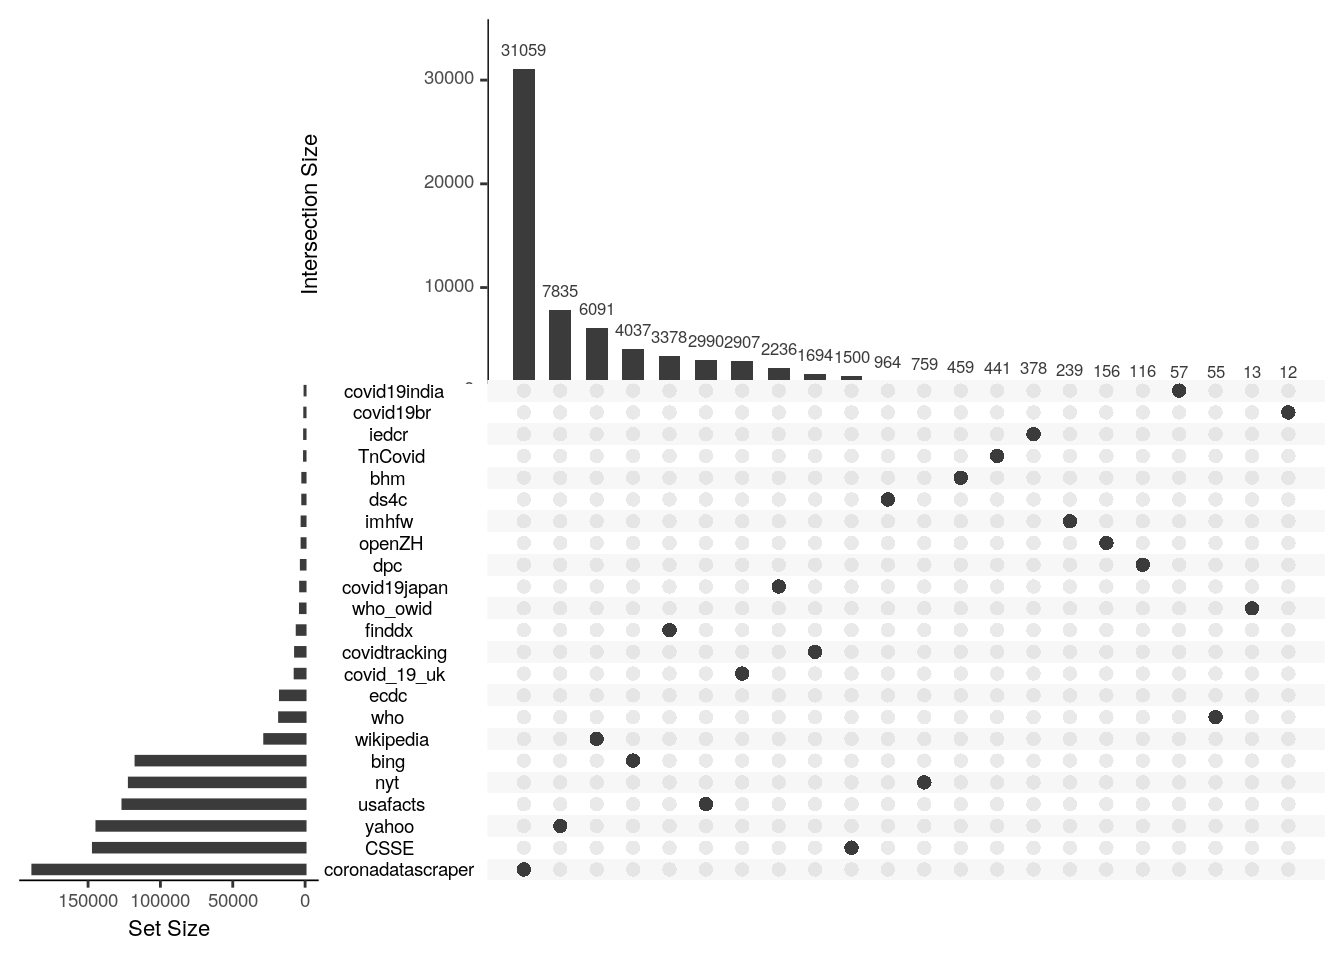 31059
30000
20000
10000
Intersection Size
7835
6091
4037
3378
2990
2907
2236
1694
1500
964
759
459
441
378
239
156
116
57
55
13
12
covid19india
covid19br
iedcr
TnCovid
bhm
ds4c
imhfw
openZH
dpc
covid19japan
who_owid
finddx
covidtracking
covid_19_uk
ecdc
who
wikipedia
bing
nyt
usafacts
yahoo
CSSE
coronadatascraper
150000 100000 50000 0
Set Size